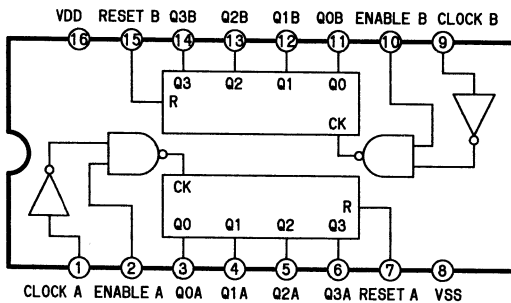 VDD RESET B Q3B Q2B Q1B Q0B ENABLE B CLOCK B
16 15 14 13 12 11 10 9
Q3 Q2 Q1 Q0
R
CK
CK
R
Q0 Q1 Q2 Q3
1 2 3 4 5 6 7 8
CLOCK A ENABLE A Q0A Q1A Q2A Q3A RESET A VSS